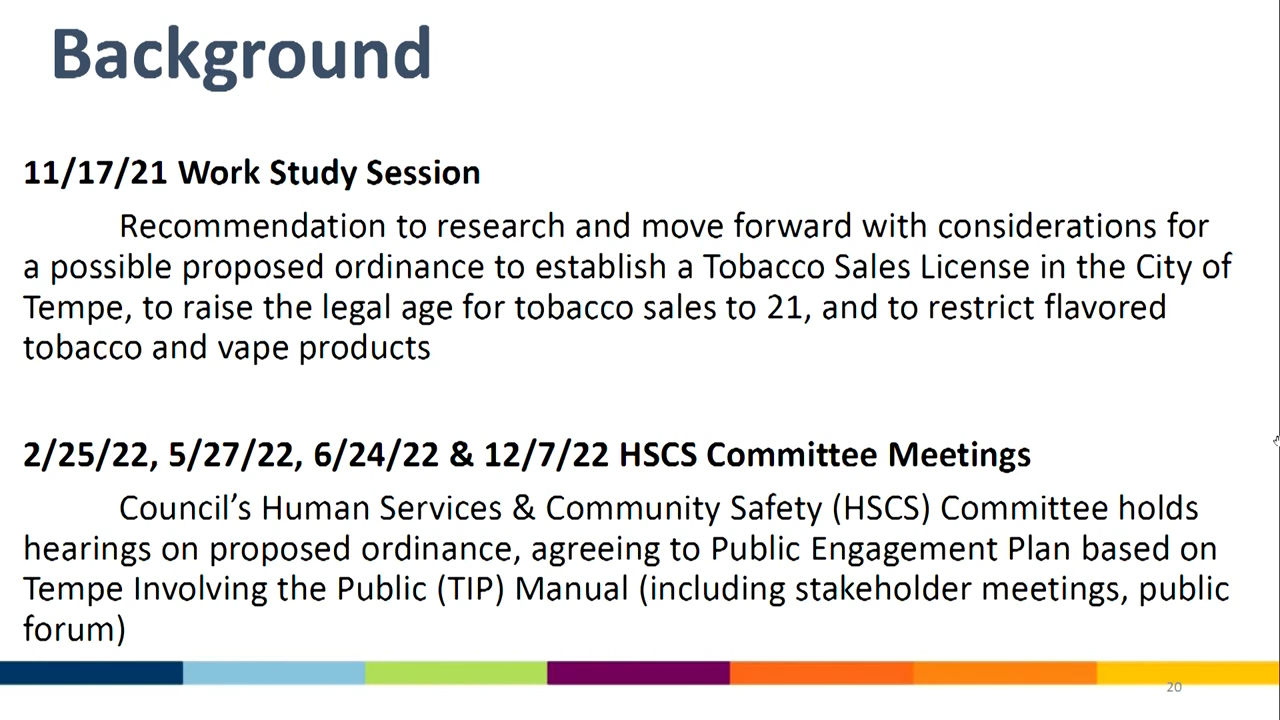 Background
11/17/21 Work Study Session
Recommendation to research and move forward with considerations for
a possible proposed ordinance to establish a Tobacco Sales License in the City of
Tempe, to raise the legal age for tobacco sales to 21, and to restrict flavored
tobacco and vape products
2/25/22, 5/27/22, 6/24/22 & 12/7/22 HSCS Committee Meetings
Council’s Human Services & Community Safety (HSCS) Committee holds
hearings on proposed ordinance, agreeing to Public Engagement Plan based on
Tempe Involving the Public (TIP) Manual (including stakeholder meetings, public
forum)
20